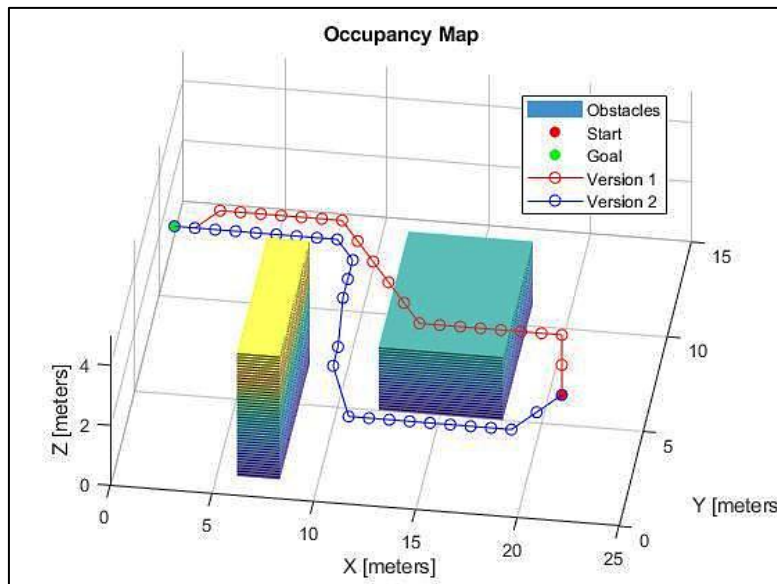 Occupancy Map
Obstacles
Start
Goal
Version 1
Version 2
Z [meters]
4
2
0
0
5
10
15
20
25
X [meters]
0
5
10
15
Y [meters